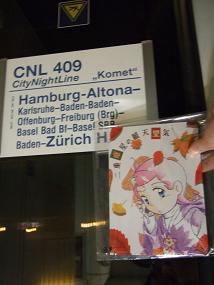 CNL 409
CityNightLine „Komet“
Hamburg-Altona–
Karlsruhe–Baden-Baden–
Offenburg–Freiburg (Brg)–
Basel Bad Bf–Basel SBB
Baden–Zürich H